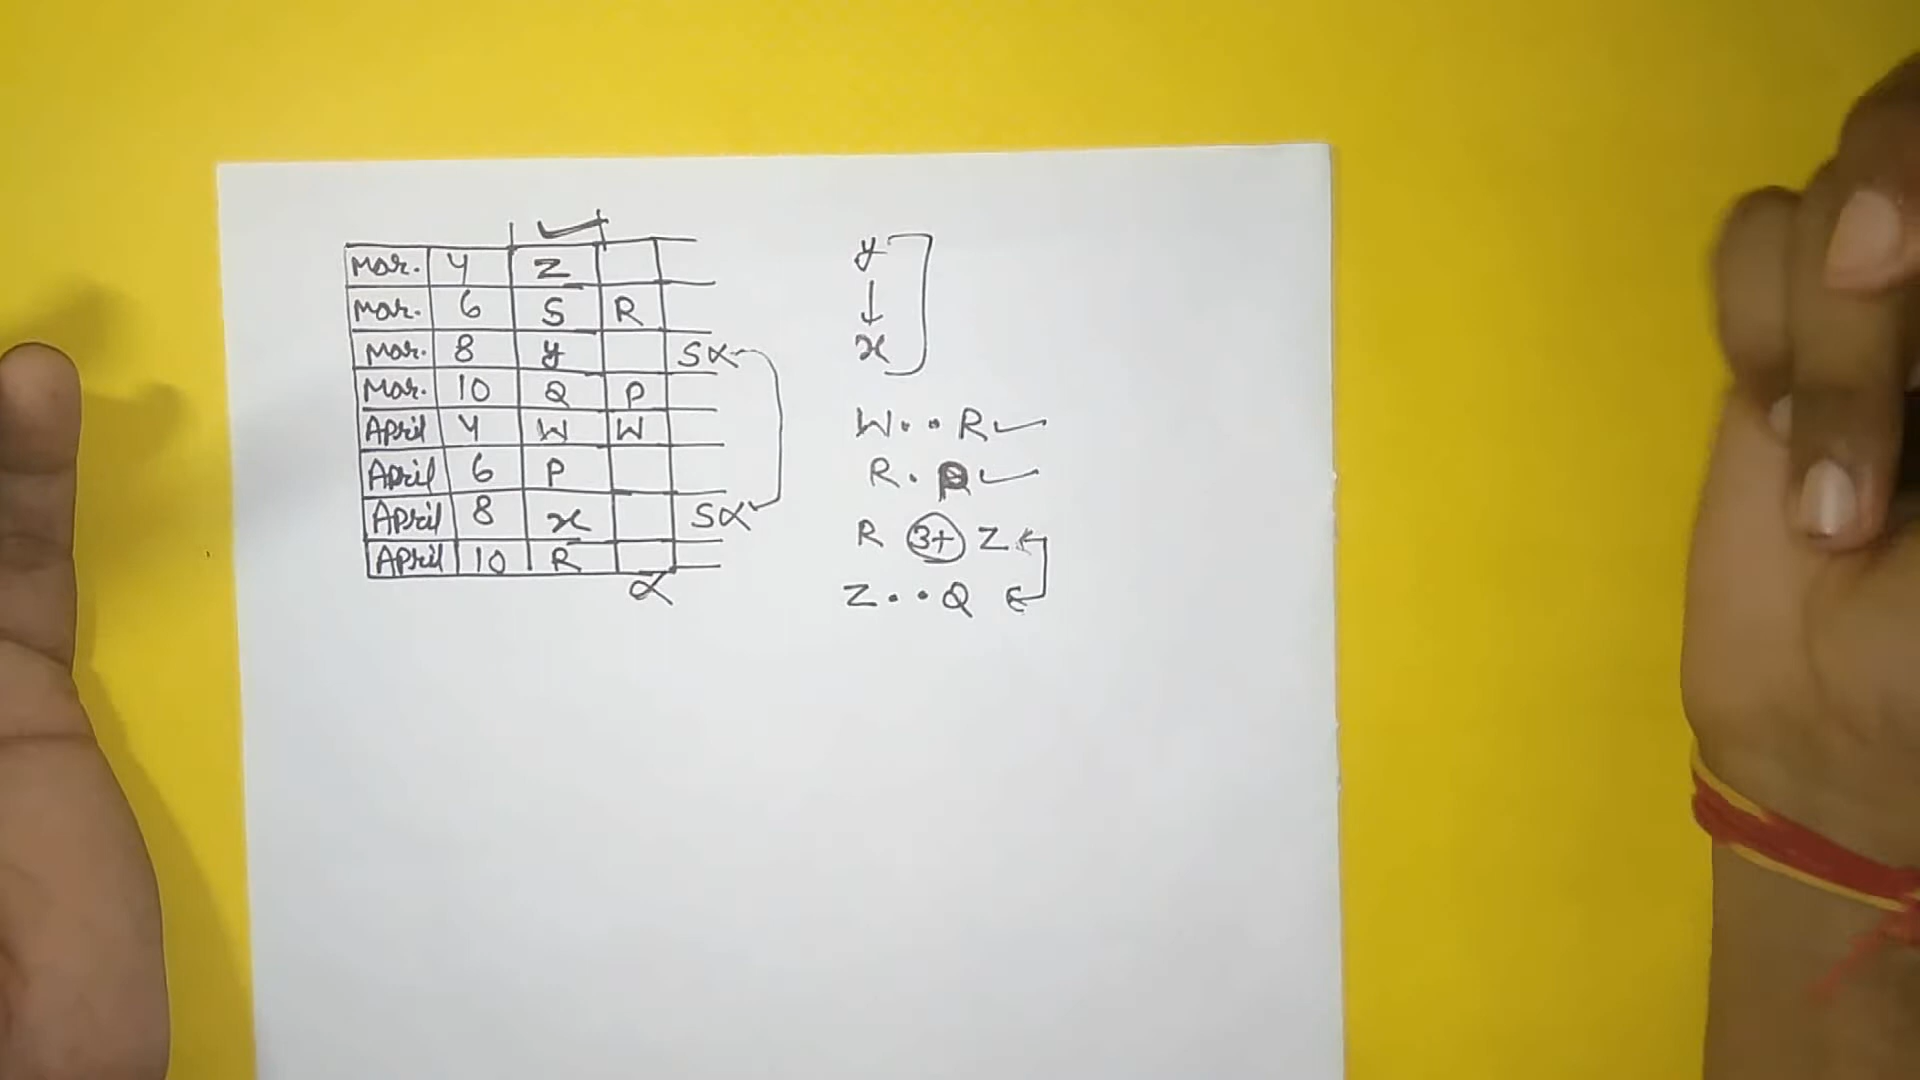 ✓
Mar. 4 Z
Mar. 6 S R
Mar. 8 y Sx
Mar. 10 Q P
April 4 W W
April 6 P
April 8 x Sx
April 10 R
x
y
↓
x
W.. R ✓
R . P ✓
R 3+ Z
Z.. Q